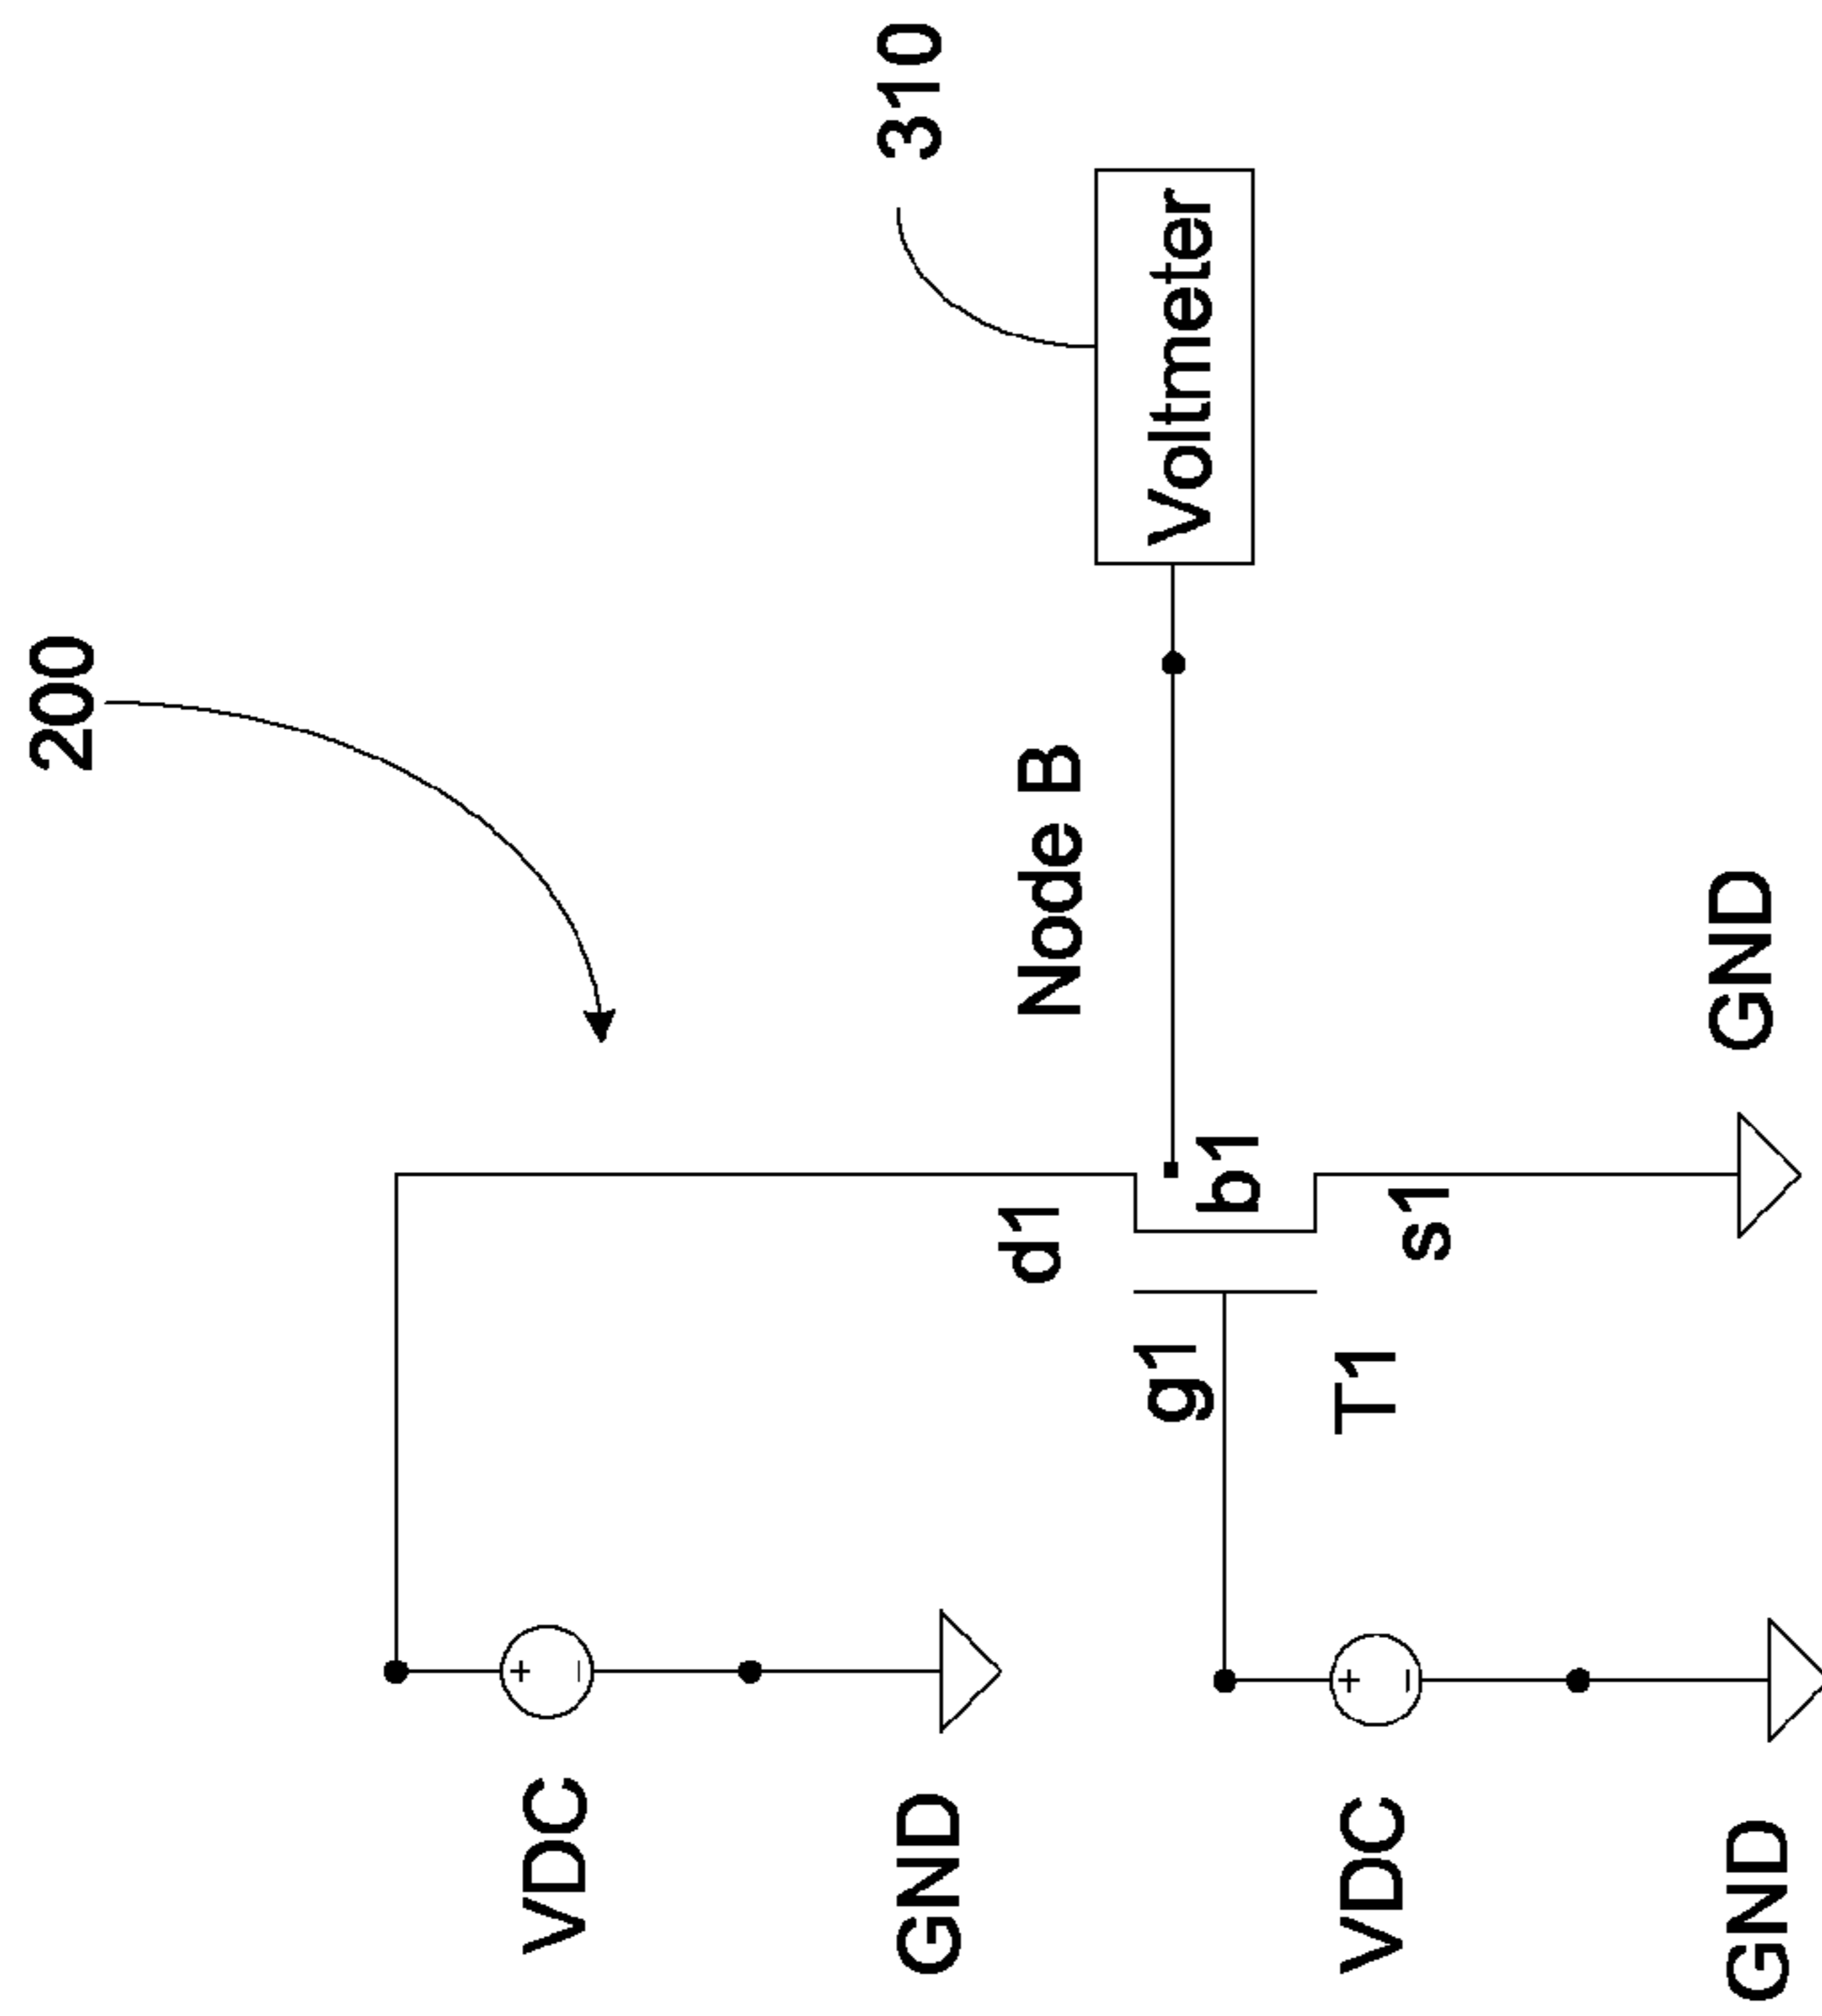 200
310
Voltmeter
Node B
d1
b1
g1
s1
T1
GND
+
–
VDC
GND
+
–
VDC
GND